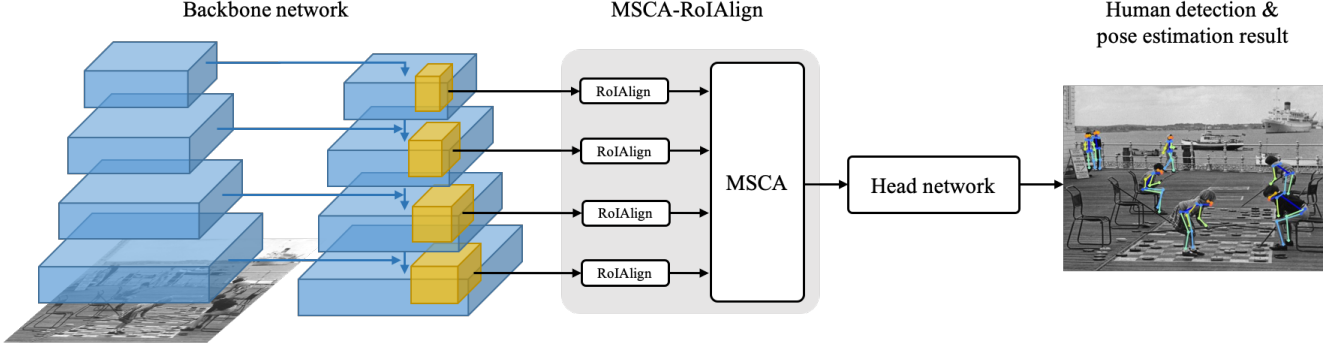 Backbone network
MSCA-RoIAlign
Human detection &
pose estimation result
RoIAlign
RoIAlign
RoIAlign
RoIAlign
MSCA
Head network